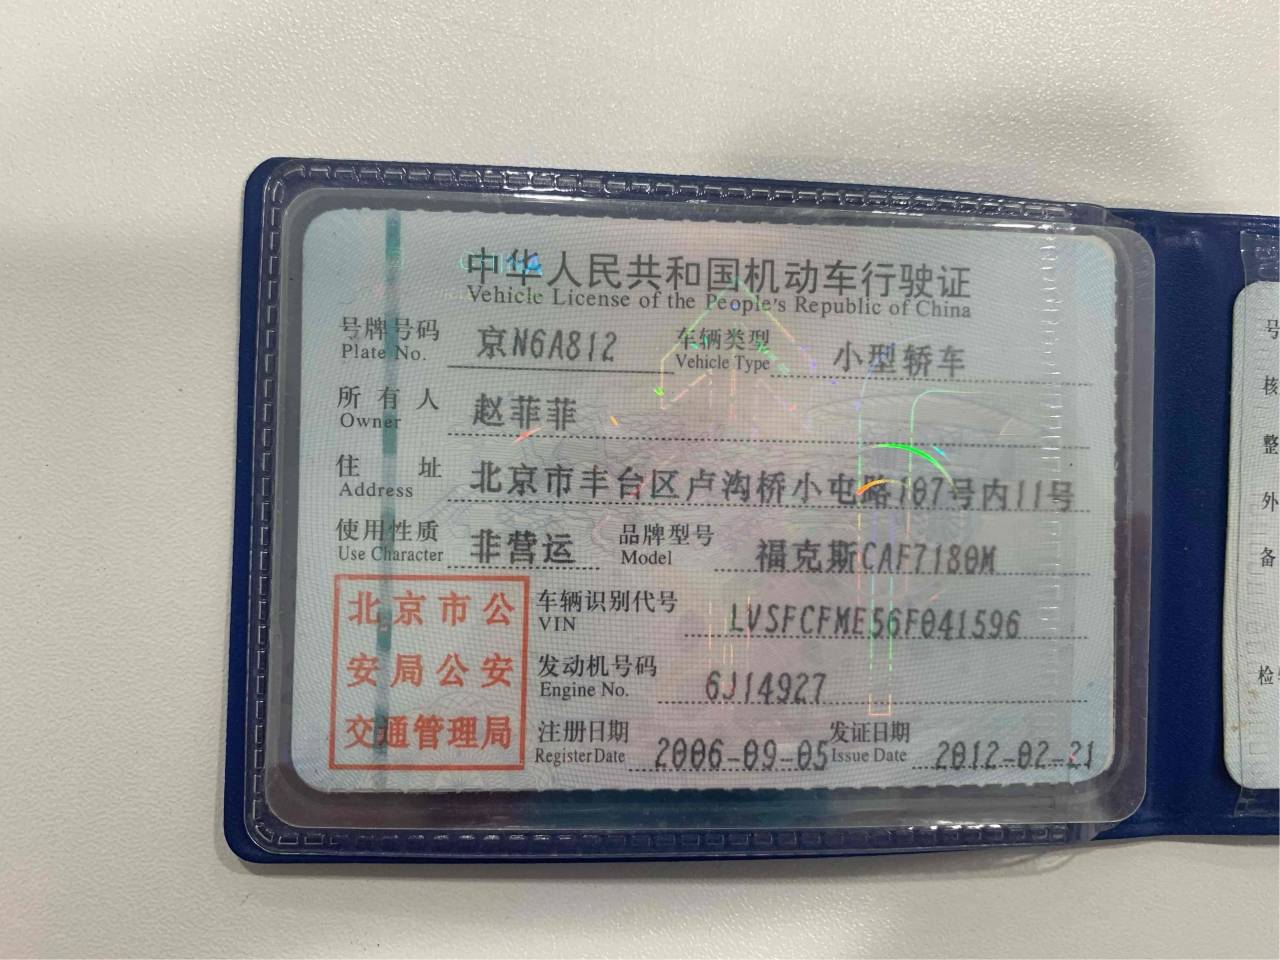 中华人民共和国机动车行驶证
Vehicle License of the People's Republic of China
号牌号码 京N6A812 车辆类型 小型轿车
Plate No. Vehicle Type
所有人 赵菲菲
Owner
住址 北京市丰台区卢沟桥小屯路107号内11号
Address
使用性质 非营运 品牌型号 福克斯CAF7180M
Use Character Model
车辆识别代号 LVSFCFME56F041596
VIN
发动机号码 6J14927
Engine No.
注册日期 2006-09-05 发证日期 2012-02-21
Register Date Issue Date
北京市公
安局公安
交通管理局
号
核
整
外
备
检